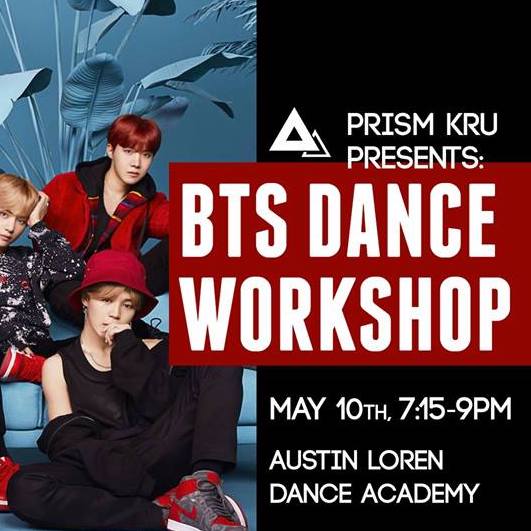 PRISM KRU
PRESENTS:
BTS DANCE
WORKSHOP
MAY 10TH, 7:15-9PM
AUSTIN LOREN
DANCE ACADEMY